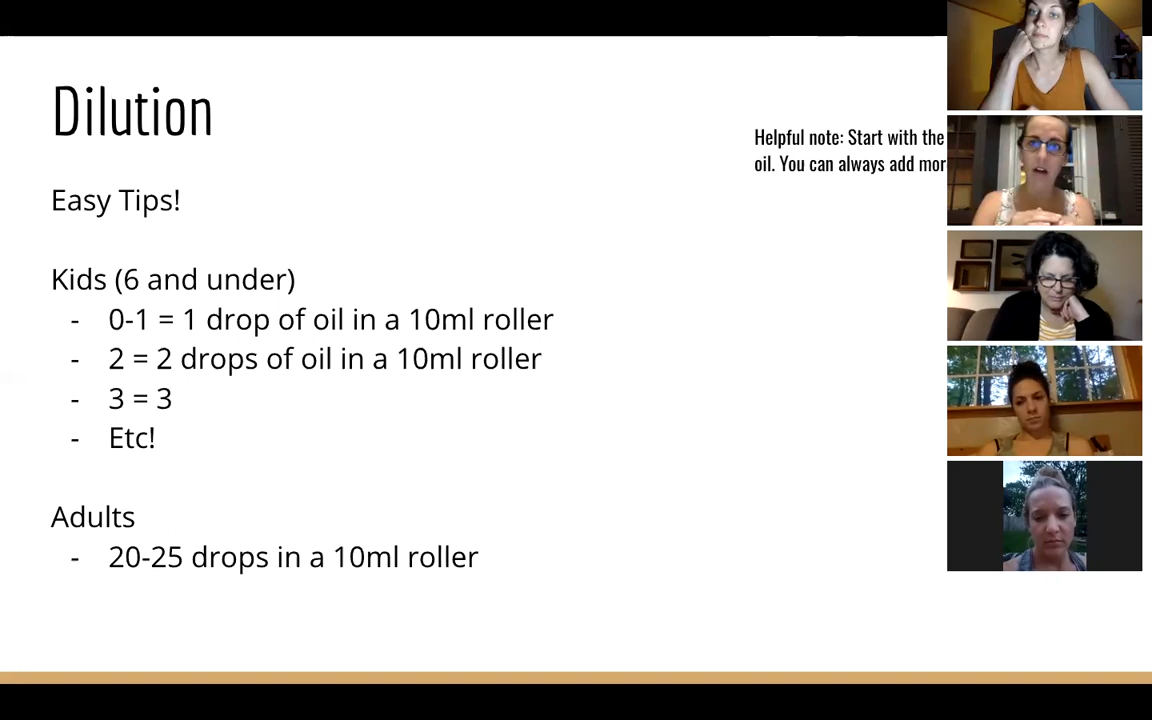 Dilution
Helpful note: Start with the
oil. You can always add mor
Easy Tips!
Kids (6 and under)
- 0-1 = 1 drop of oil in a 10ml roller
- 2 = 2 drops of oil in a 10ml roller
- 3 = 3
- Etc!
Adults
- 20-25 drops in a 10ml roller